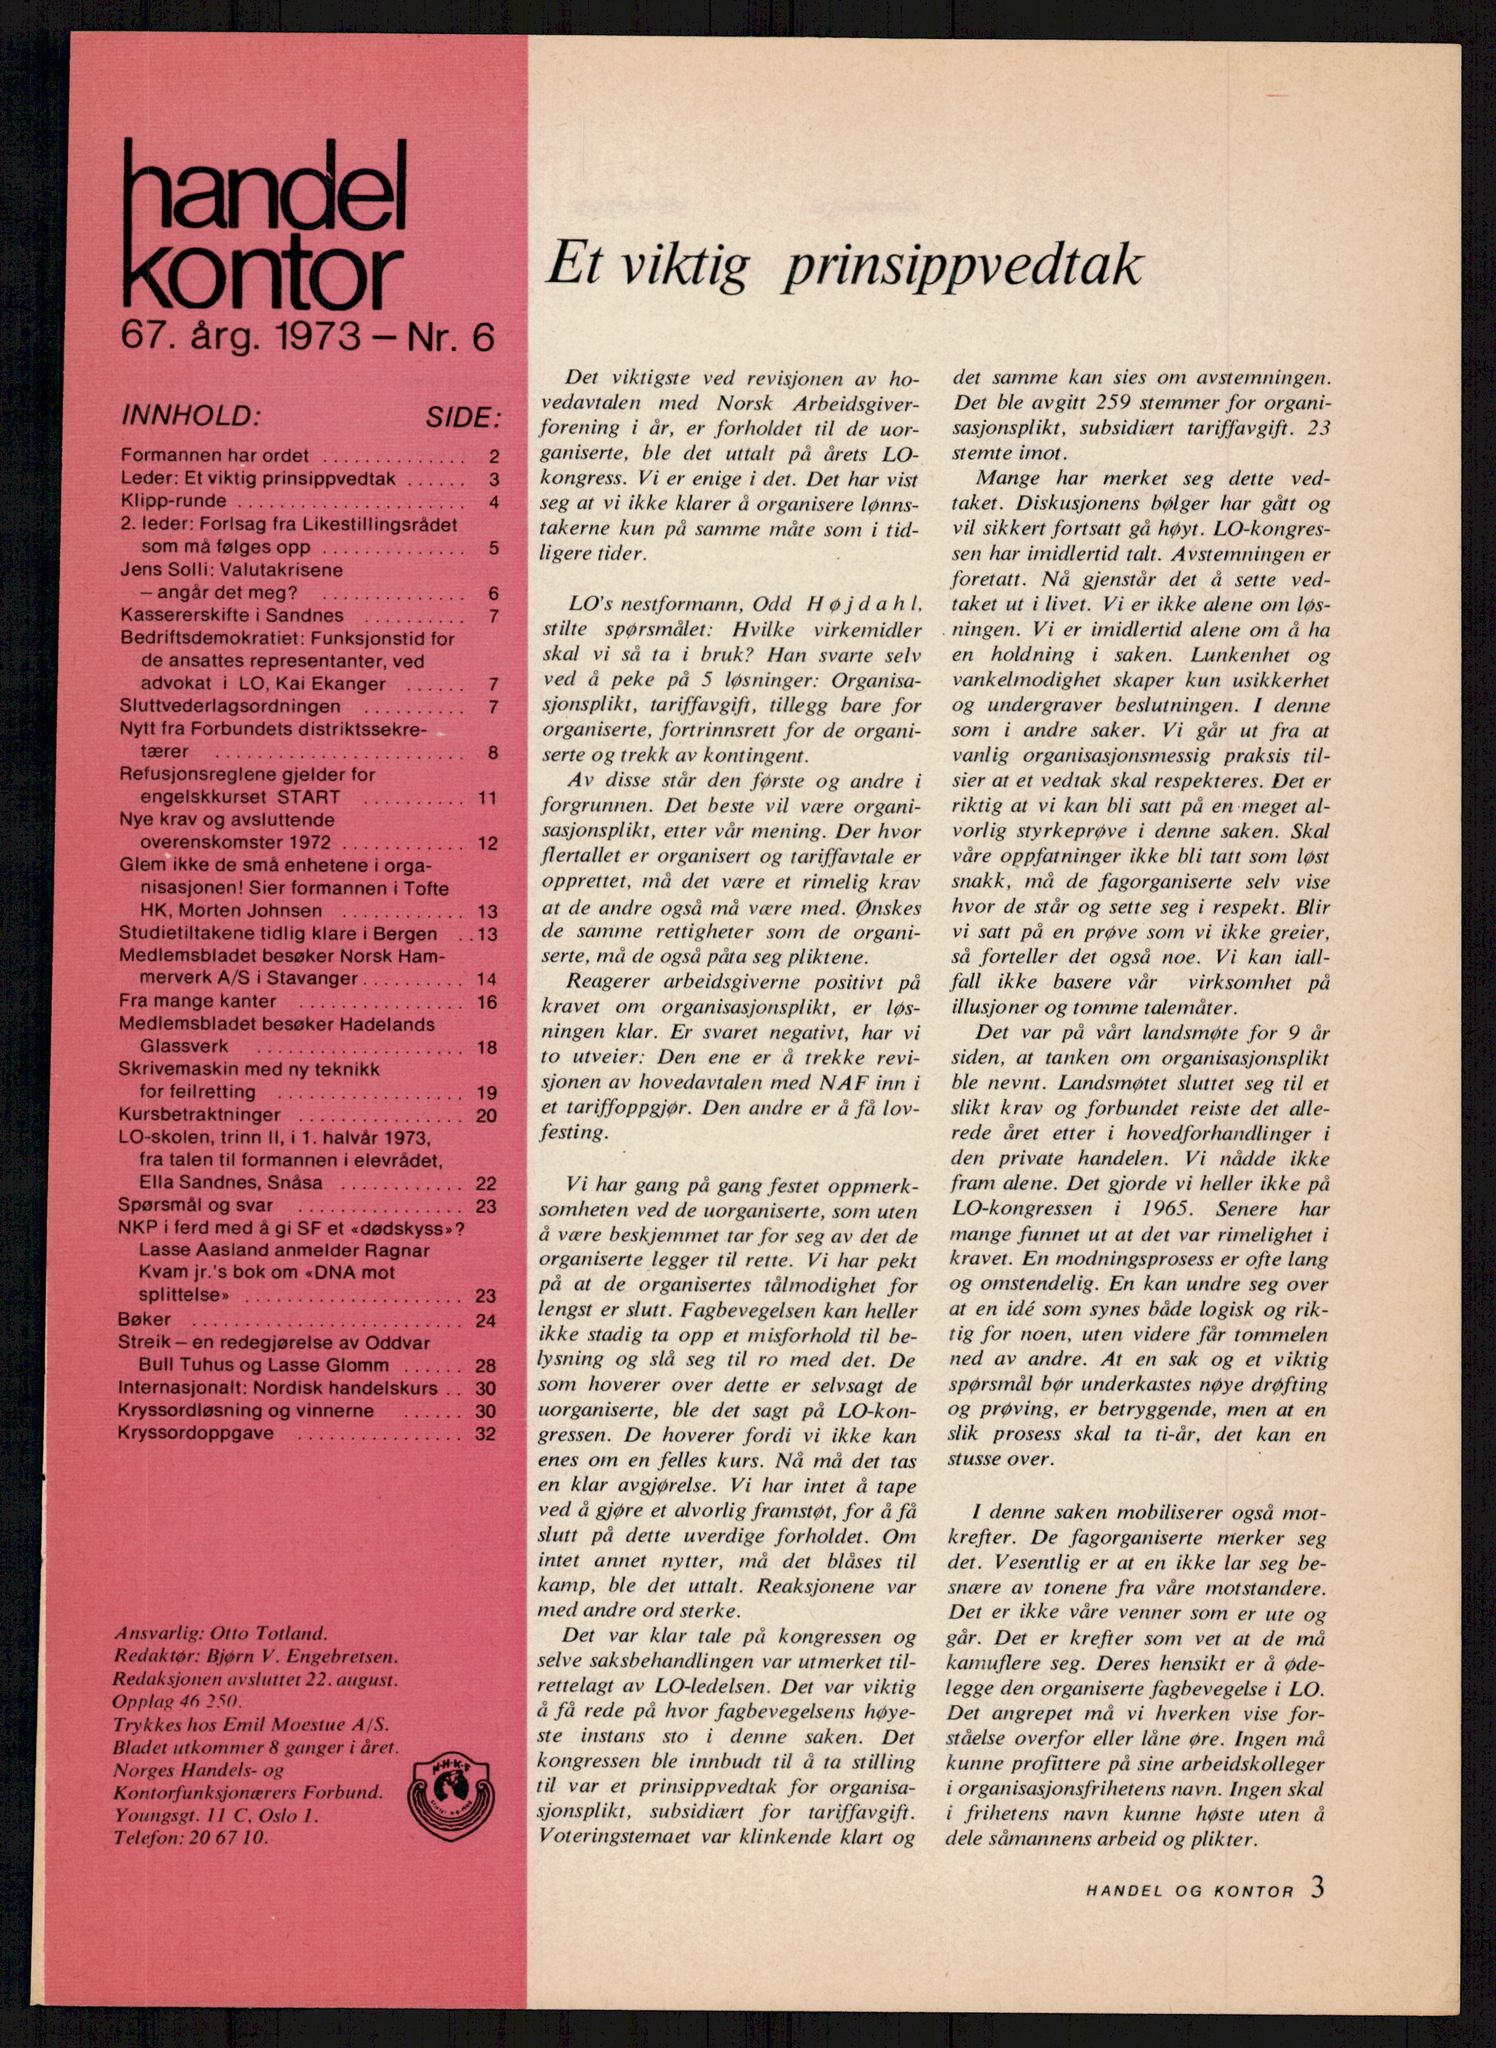 handel
kontor
67. årg. 1973 – Nr. 6
INNHOLD: SIDE:
Formannen har ordet .............. 2
Leder: Et viktig prinsippvedtak ...... 3
Klipp-runde ...................... 4
2. leder: Forlsag fra Likestillingsrådet
som må følges opp .............. 5
Jens Solli: Valutakrisene
– angår det meg? .............. 6
Kassererskifte i Sandnes .......... 7
Bedriftsdemokratiet: Funksjonstid for
de ansattes representanter, ved
advokat i LO, Kai Ekanger ...... 7
Sluttvederlagsordningen .......... 7
Nytt fra Forbundets distriktssekre-
tærer ........................ 8
Refusjonsreglene gjelder for
engelskkurset START .......... 11
Nye krav og avsluttende
overenskomster 1972 ............ 12
Glem ikke de små enhetene i orga-
nisasjonen! Sier formannen i Tofte
HK, Morten Johnsen ............ 13
Studietiltakene tidlig klare i Bergen .. 13
Medlemsbladet besøker Norsk Ham-
merverk A/S i Stavanger.......... 14
Fra mange kanter ................ 16
Medlemsbladet besøker Hadelands
Glassverk .................... 18
Skrivemaskin med ny teknikk
for feilretting .................. 19
Kursbetraktninger ................ 20
LO-skolen, trinn II, i 1. halvår 1973,
fra talen til formannen i elevrådet,
Ella Sandnes, Snåsa ............ 22
Spørsmål og svar ................ 23
NKP i ferd med å gi SF et «dødskyss»?
Lasse Aasland anmelder Ragnar
Kvam jr.'s bok om «DNA mot
splittelse» ..................... 23
Bøker ............................ 24
Streik – en redegjørelse av Oddvar
Bull Tuhus og Lasse Glomm ...... 28
Internasjonalt: Nordisk handelskurs .. 30
Kryssordløsning og vinnerne ...... 30
Kryssordoppgave ................ 32
Ansvarlig: Otto Totland.
Redaktør: Bjørn V. Engebretsen.
Redaksjonen avsluttet 22. august.
Opplag 46 250.
Trykkes hos Emil Moestue A/S.
Bladet utkommer 8 ganger i året.
Norges Handels- og
Kontorfunksjonærers Forbund.
Youngsgt. 11 C, Oslo 1.
Telefon: 20 67 10.
Et viktig prinsippvedtak
Det viktigste ved revisjonen av ho-
vedavtalen med Norsk Arbeidsgiver-
forening i år, er forholdet til de uor-
ganiserte, ble det uttalt på årets LO-
kongress. Vi er enige i det. Det har vist
seg at vi ikke klarer å organisere lønns-
takerne kun på samme måte som i tid-
ligere tider.
LO's nestformann, Odd Højdahl,
stilte spørsmålet: Hvilke virkemidler
skal vi så ta i bruk? Han svarte selv
ved å peke på 5 løsninger: Organisa-
sjonsplikt, tariffavgift, tillegg bare for
organiserte, fortrinnsrett for de organi-
serte og trekk av kontingent.
Av disse står den første og andre i
forgrunnen. Det beste vil være organi-
sasjonsplikt, etter vår mening. Der hvor
flertallet er organisert og tariffavtale er
opprettet, må det være et rimelig krav
at de andre også må være med. Ønskes
de samme rettigheter som de organi-
serte, må de også påta seg pliktene.
Reagerer arbeidsgiverne positivt på
kravet om organisasjonsplikt, er løs-
ningen klar. Er svaret negativt, har vi
to utveier: Den ene er å trekke revi-
sjonen av hovedavtalen med NAF inn i
et tariffoppgjør. Den andre er å få lov-
festing.
Vi har gang på gang festet oppmerk-
somheten ved de uorganiserte, som uten
å være beskjemmet tar for seg av det de
organiserte legger til rette. Vi har pekt
på at de organisertes tålmodighet for
lengst er slutt. Fagbevegelsen kan heller
ikke stadig ta opp et misforhold til be-
lysning og slå seg til ro med det. De
som hoverer over dette er selvsagt de
uorganiserte, ble det sagt på LO-kon-
gressen. De hoverer fordi vi ikke kan
enes om en felles kurs. Nå må det tas
en klar avgjørelse. Vi har intet å tape
ved å gjøre et alvorlig framstøt, for å få
slutt på dette uverdige forholdet. Om
intet annet nytter, må det blåses til
kamp, ble det uttalt. Reaksjonene var
med andre ord sterke.
Det var klar tale på kongressen og
selve saksbehandlingen var utmerket til-
rettelagt av LO-ledelsen. Det var viktig
å få rede på hvor fagbevegelsens høye-
ste instans sto i denne saken. Det
kongressen ble innbudt til å ta stilling
til var et prinsippvedtak for organisa-
sjonsplikt, subsidiært for tariffavgift.
Voteringstemaet var klinkende klart og
det samme kan sies om avstemningen.
Det ble avgitt 259 stemmer for organi-
sasjonsplikt, subsidiært tariffavgift. 23
stemte imot.
Mange har merket seg dette ved-
taket. Diskusjonens bølger har gått og
vil sikkert fortsatt gå høyt. LO-kongres-
sen har imidlertid talt. Avstemningen er
foretatt. Nå gjenstår det å sette ved-
taket ut i livet. Vi er ikke alene om løs-
ningen. Vi er imidlertid alene om å ha
en holdning i saken. Lunkenhet og
vankelmodighet skaper kun usikkerhet
og undergraver beslutningen. I denne
som i andre saker. Vi går ut fra at
vanlig organisasjonsmessig praksis til-
sier at et vedtak skal respekteres. Det er
riktig at vi kan bli satt på en meget al-
vorlig styrkeprøve i denne saken. Skal
våre oppfatninger ikke bli tatt som løst
snakk, må de fagorganiserte selv vise
hvor de står og sette seg i respekt. Blir
vi satt på en prøve som vi ikke greier,
så forteller det også noe. Vi kan iall-
fall ikke basere vår virksomhet på
illusjoner og tomme talemåter.
Det var på vårt landsmøte for 9 år
siden, at tanken om organisasjonsplikt
ble nevnt. Landsmøtet sluttet seg til et
slikt krav og forbundet reiste det alle-
rede året etter i hovedforhandlinger i
den private handelen. Vi nådde ikke
fram alene. Det gjorde vi heller ikke på
LO-kongressen i 1965. Senere har
mange funnet ut at det var rimelighet i
kravet. En modningsprosess er ofte lang
og omstendelig. En kan undre seg over
at en idé som synes både logisk og rik-
tig for noen, uten videre får tommelen
ned av andre. At en sak og et viktig
spørsmål bør underkastes nøye drøfting
og prøving, er betryggende, men at en
slik prosess skal ta ti-år, det kan en
stusse over.
I denne saken mobiliserer også mot-
krefter. De fagorganiserte merker seg
det. Vesentlig er at en ikke lar seg be-
snære av tonene fra våre motstandere.
Det er ikke våre venner som er ute og
går. Det er krefter som vet at de må
kamuflere seg. Deres hensikt er å øde-
legge den organiserte fagbevegelse i LO.
Det angrepet må vi hverken vise for-
ståelse overfor eller låne øre. Ingen må
kunne profittere på sine arbeidskolleger
i organisasjonsfrihetens navn. Ingen skal
i frihetens navn kunne høste uten å
dele såmannens arbeid og plikter.
HANDEL OG KONTOR 3